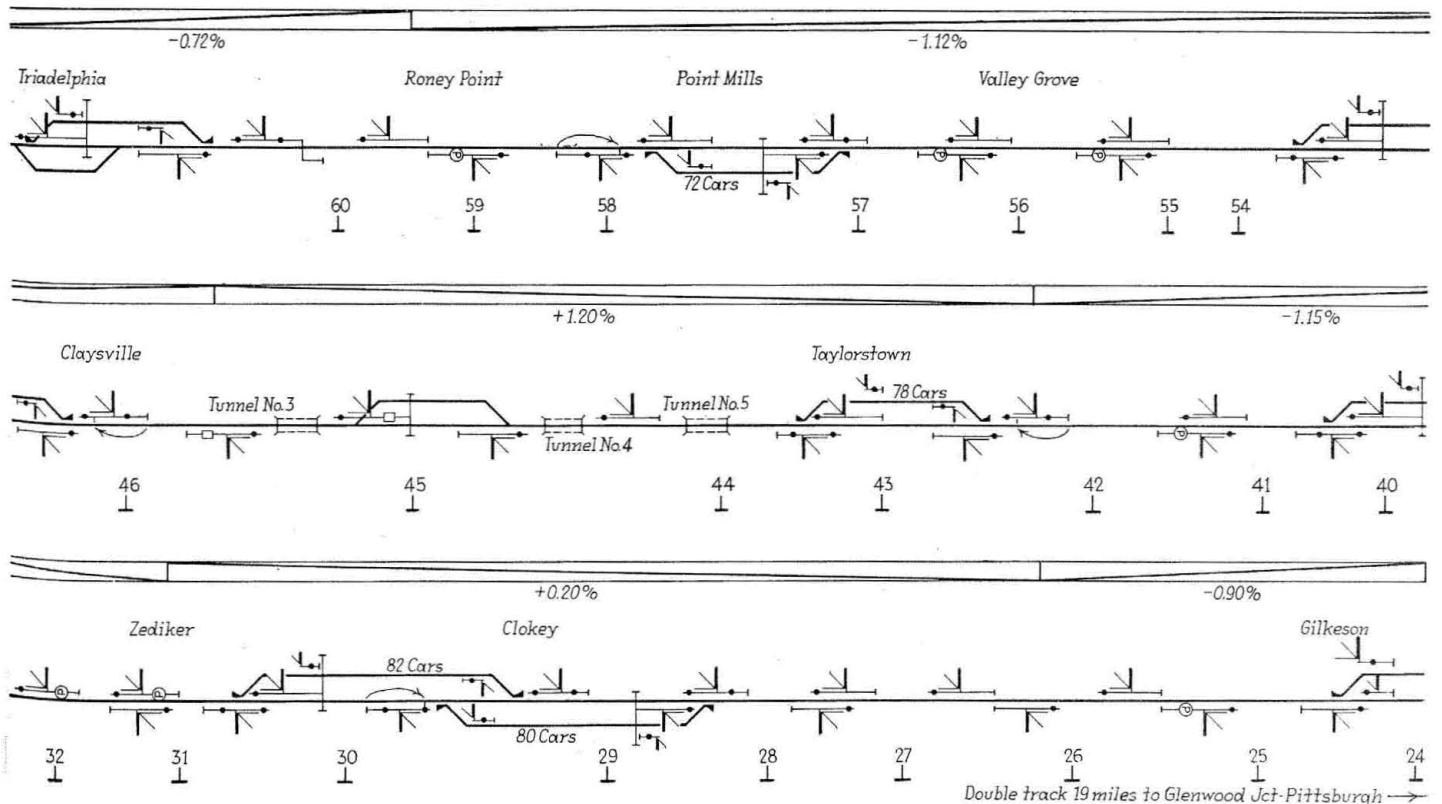 -0.72% -1.12%
Triadelphia Roney Point Point Mills Valley Grove
P P P
72 Cars
60 59 58 57 56 55 54
+1.20% -1.15%
Claysville Taylorstown
78 Cars
Tunnel No.3 Tunnel No.5
Tunnel No.4
P
46 45 44 43 42 41 40
+0.20% -0.90%
Zediker Clokey Gilkeson
82 Cars
P P
P
80 Cars
32 31 30 29 28 27 26 25 24
Double track 19 miles to Glenwood Jct-Pittsburgh